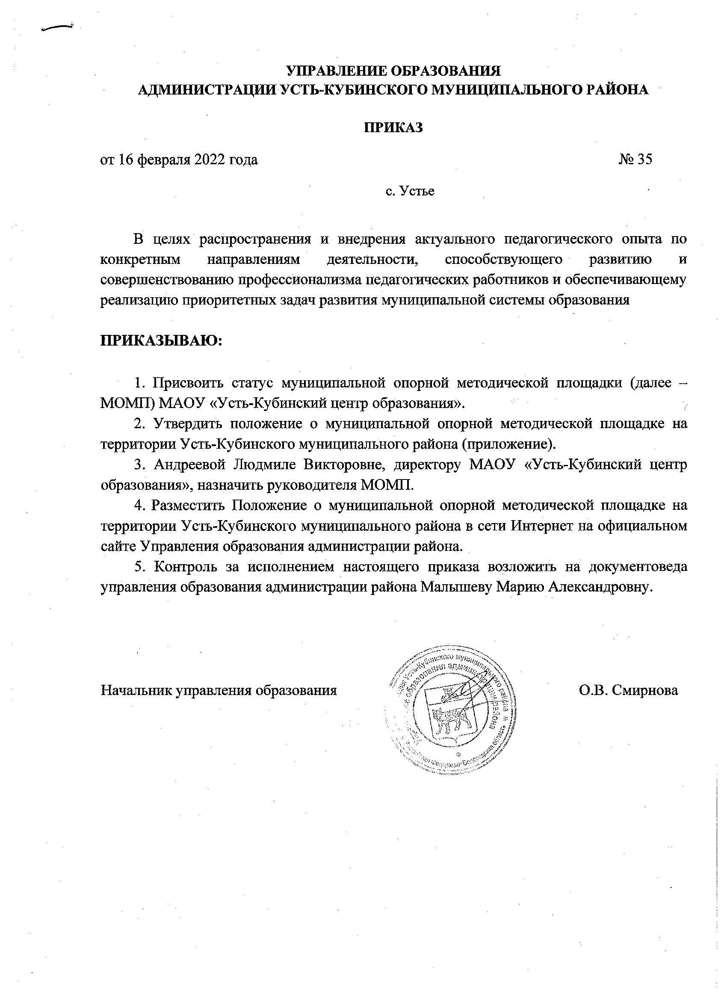 УПРАВЛЕНИЕ ОБРАЗОВАНИЯ
АДМИНИСТРАЦИИ УСТЬ-КУБИНСКОГО МУНИЦИПАЛЬНОГО РАЙОНА
ПРИКАЗ
от 16 февраля 2022 года № 35
с. Устье
В целях распространения и внедрения актуального педагогического опыта по
конкретным направлениям деятельности, способствующего развитию и
совершенствованию профессионализма педагогических работников и обеспечивающему
реализацию приоритетных задач развития муниципальной системы образования
ПРИКАЗЫВАЮ:
1. Присвоить статус муниципальной опорной методической площадки (далее –
МОМП) МАОУ «Усть-Кубинский центр образования».
2. Утвердить положение о муниципальной опорной методической площадке на
территории Усть-Кубинского муниципального района (приложение).
3. Андреевой Людмиле Викторовне, директору МАОУ «Усть-Кубинский центр
образования», назначить руководителя МОМП.
4. Разместить Положение о муниципальной опорной методической площадке на
территории Усть-Кубинского муниципального района в сети Интернет на официальном
сайте Управления образования администрации района.
5. Контроль за исполнением настоящего приказа возложить на документоведа
управления образования администрации района Малышеву Марию Александровну.
Начальник управления образования О.В. Смирнова
Усть-Кубинского муниципального района
образования администрации района
Федерация Вологодская область